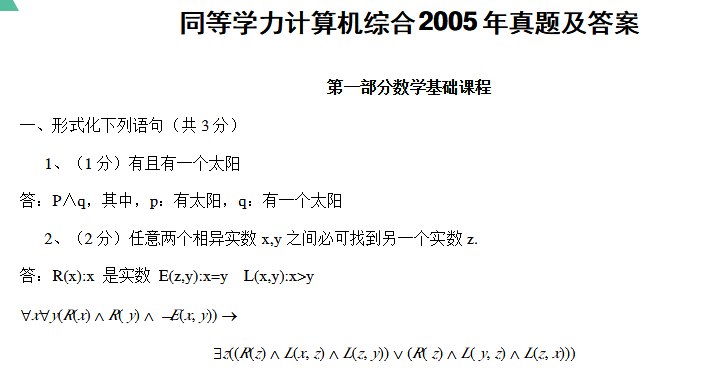 同等学力计算机综合2005年真题及答案
第一部分数学基础课程
一、形式化下列语句（共3分）
1、（1分）有且有一个太阳
答：P∧q，其中，p：有太阳，q：有一个太阳
2、（2分）任意两个相异实数x,y之间必可找到另一个实数z.
答：R(x):x 是实数 E(z,y):x=y L(x,y):x>y
∀x∀y(R(x) ∧ R( y) ∧ ¬E(x, y)) →
∃z((R(z) ∧ L(x, z) ∧ L(z, y)) ∨ (R( z) ∧ L( y, z) ∧ L(z, x)))